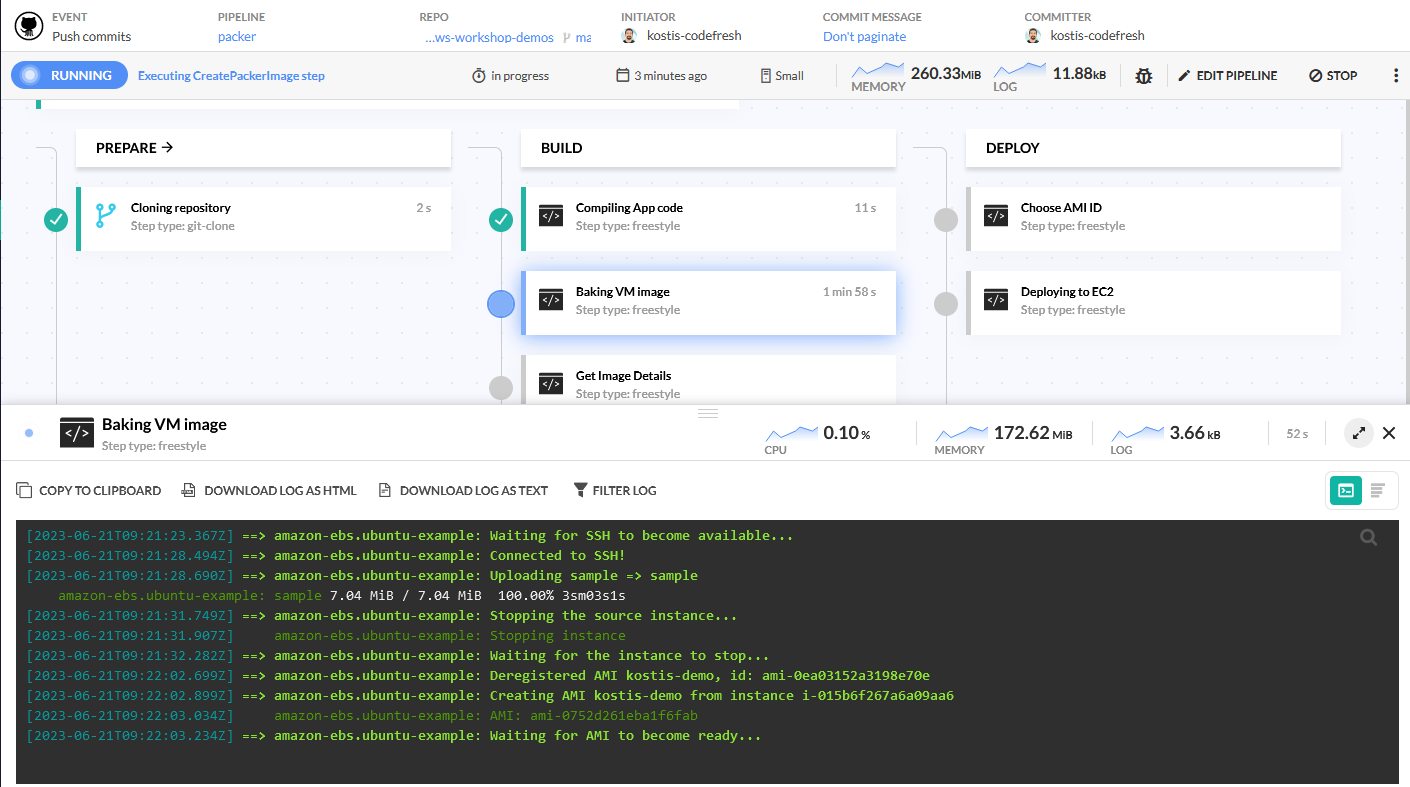 EVENT PIPELINE REPO INITIATOR COMMIT MESSAGE COMMITTER
Push commits packer ...ws-workshop-demos ma kostis-codefresh Don't paginate kostis-codefresh
RUNNING Executing CreatePackerImage step in progress 3 minutes ago Small MEMORY 260.33MiB LOG 11.88kB EDIT PIPELINE STOP
PREPARE → BUILD DEPLOY
Cloning repository 2 s
Step type: git-clone
Compiling App code 11 s
Step type: freestyle
Choose AMI ID
Step type: freestyle
Baking VM image 1 min 58 s
Step type: freestyle
Deploying to EC2
Step type: freestyle
Get Image Details
Step type: freestyle
Baking VM image
Step type: freestyle
0.10 %
CPU
172.62 MiB
MEMORY
3.66 kB
LOG
52 s
COPY TO CLIPBOARD DOWNLOAD LOG AS HTML DOWNLOAD LOG AS TEXT FILTER LOG
[2023-06-21T09:21:23.367Z] ==> amazon-ebs.ubuntu-example: Waiting for SSH to become available...
[2023-06-21T09:21:28.494Z] ==> amazon-ebs.ubuntu-example: Connected to SSH!
[2023-06-21T09:21:28.690Z] ==> amazon-ebs.ubuntu-example: Uploading sample => sample
amazon-ebs.ubuntu-example: sample 7.04 MiB / 7.04 MiB 100.00% 3sm03s1s
[2023-06-21T09:21:31.749Z] ==> amazon-ebs.ubuntu-example: Stopping the source instance...
[2023-06-21T09:21:31.907Z] amazon-ebs.ubuntu-example: Stopping instance
[2023-06-21T09:21:32.282Z] ==> amazon-ebs.ubuntu-example: Waiting for the instance to stop...
[2023-06-21T09:22:02.699Z] ==> amazon-ebs.ubuntu-example: Deregistered AMI kostis-demo, id: ami-0ea03152a3198e70e
[2023-06-21T09:22:02.899Z] ==> amazon-ebs.ubuntu-example: Creating AMI kostis-demo from instance i-015b6f267a6a09aa6
[2023-06-21T09:22:03.034Z] amazon-ebs.ubuntu-example: AMI: ami-0752d261eba1f6fab
[2023-06-21T09:22:03.234Z] ==> amazon-ebs.ubuntu-example: Waiting for AMI to become ready...